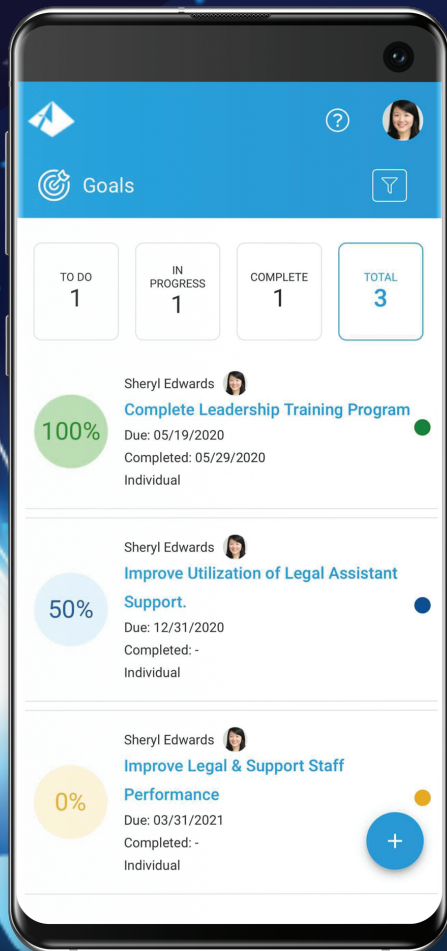 ?
Goals
TO DO
1
IN
PROGRESS
1
COMPLETE
1
TOTAL
3
Sheryl Edwards
100%
Complete Leadership Training Program
Due: 05/19/2020
Completed: 05/29/2020
Individual
Sheryl Edwards
50%
Improve Utilization of Legal Assistant
Support.
Due: 12/31/2020
Completed: -
Individual
Sheryl Edwards
0%
Improve Legal & Support Staff
Performance
Due: 03/31/2021
Completed: -
Individual
+